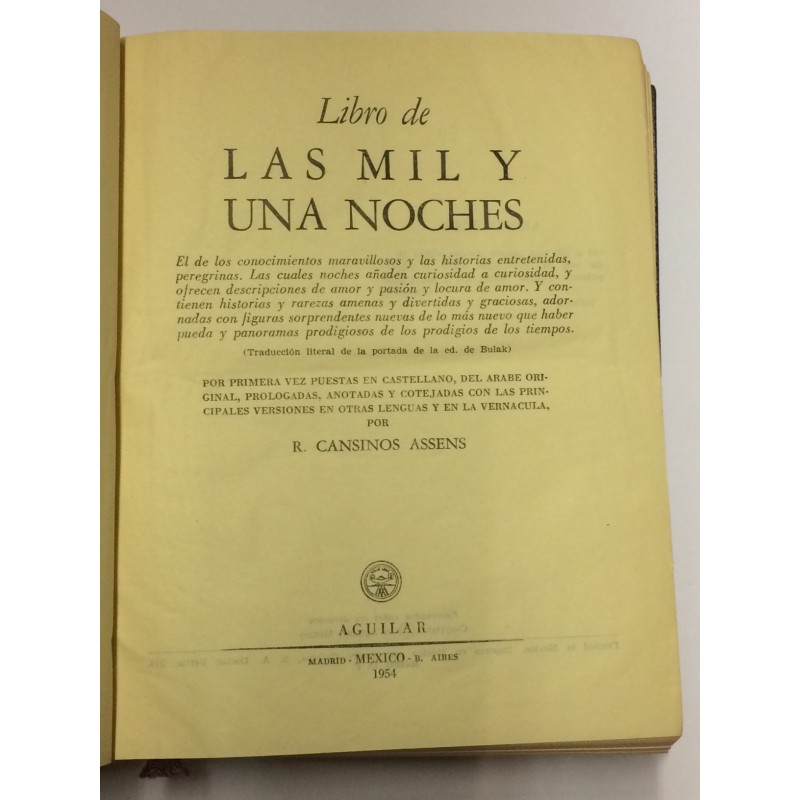 Libro de
LAS MIL Y
UNA NOCHES
El de los conocimientos maravillosos y las historias entretenidas,
peregrinas. Las cuales noches añaden curiosidad a curiosidad, y
ofrecen descripciones de amor y pasión y locura de amor. Y con-
tienen historias y rarezas amenas y divertidas y graciosas, ador-
nadas con figuras sorprendentes nuevas de lo más nuevo que haber
pueda y panoramas prodigiosos de los prodigios de los tiempos.
(Traducción literal de la portada de la ed. de Bulak)
POR PRIMERA VEZ PUESTAS EN CASTELLANO, DEL ARABE ORI-
GINAL, PROLOGADAS, ANOTADAS Y COTEJADAS CON LAS PRIN-
CIPALES VERSIONES EN OTRAS LENGUAS Y EN LA VERNACULA,
POR
R. CANSINOS ASSENS
AGUILAR
MADRID - MEXICO - B. AIRES
1954